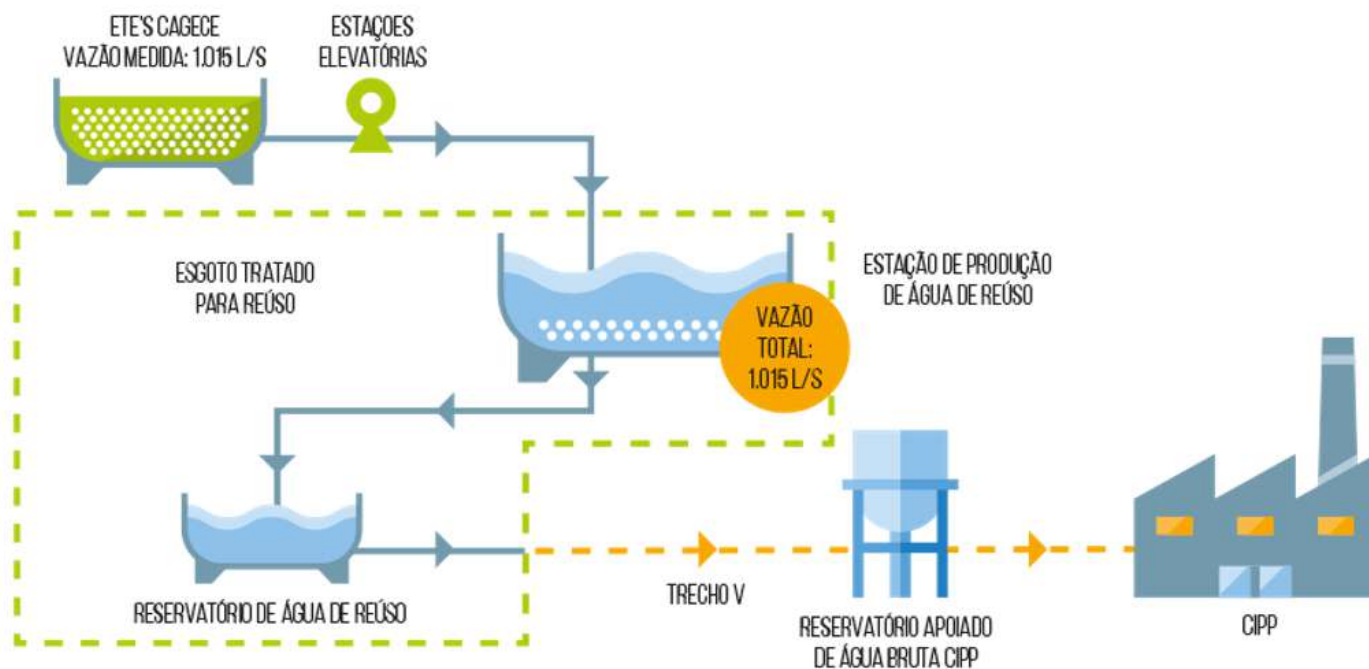 ETE'S CAGECE
VAZÃO MEDIDA: 1.015 L/S
ESTAÇOES
ELEVATÓRIAS
ESGOTO TRATADO
PARA REÚSO
ESTAÇÃO DE PRODUÇÃO
DE ÁGUA DE REÚSO
VAZÃO
TOTAL:
1.015 L/S
RESERVATÓRIO DE ÁGUA DE REÚSO
TRECHO V
RESERVATÓRIO APOIADO
DE ÁGUA BRUTA CIPP
CIPP